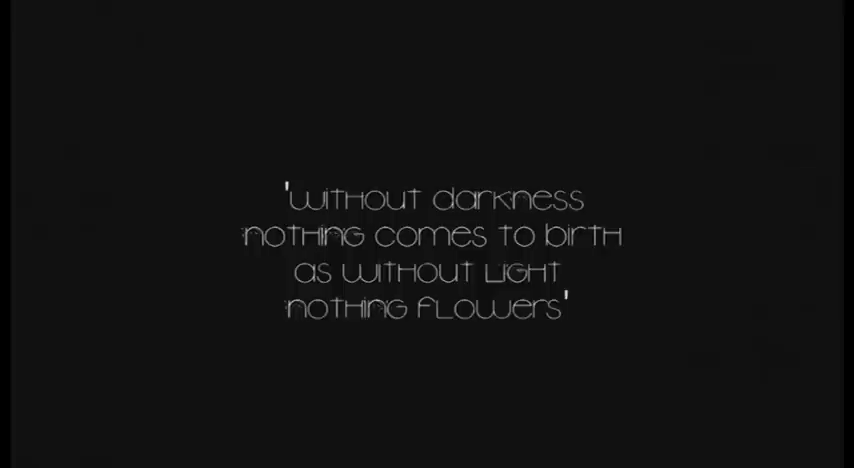 'without darkness
nothing comes to birth
as without light
nothing flowers'